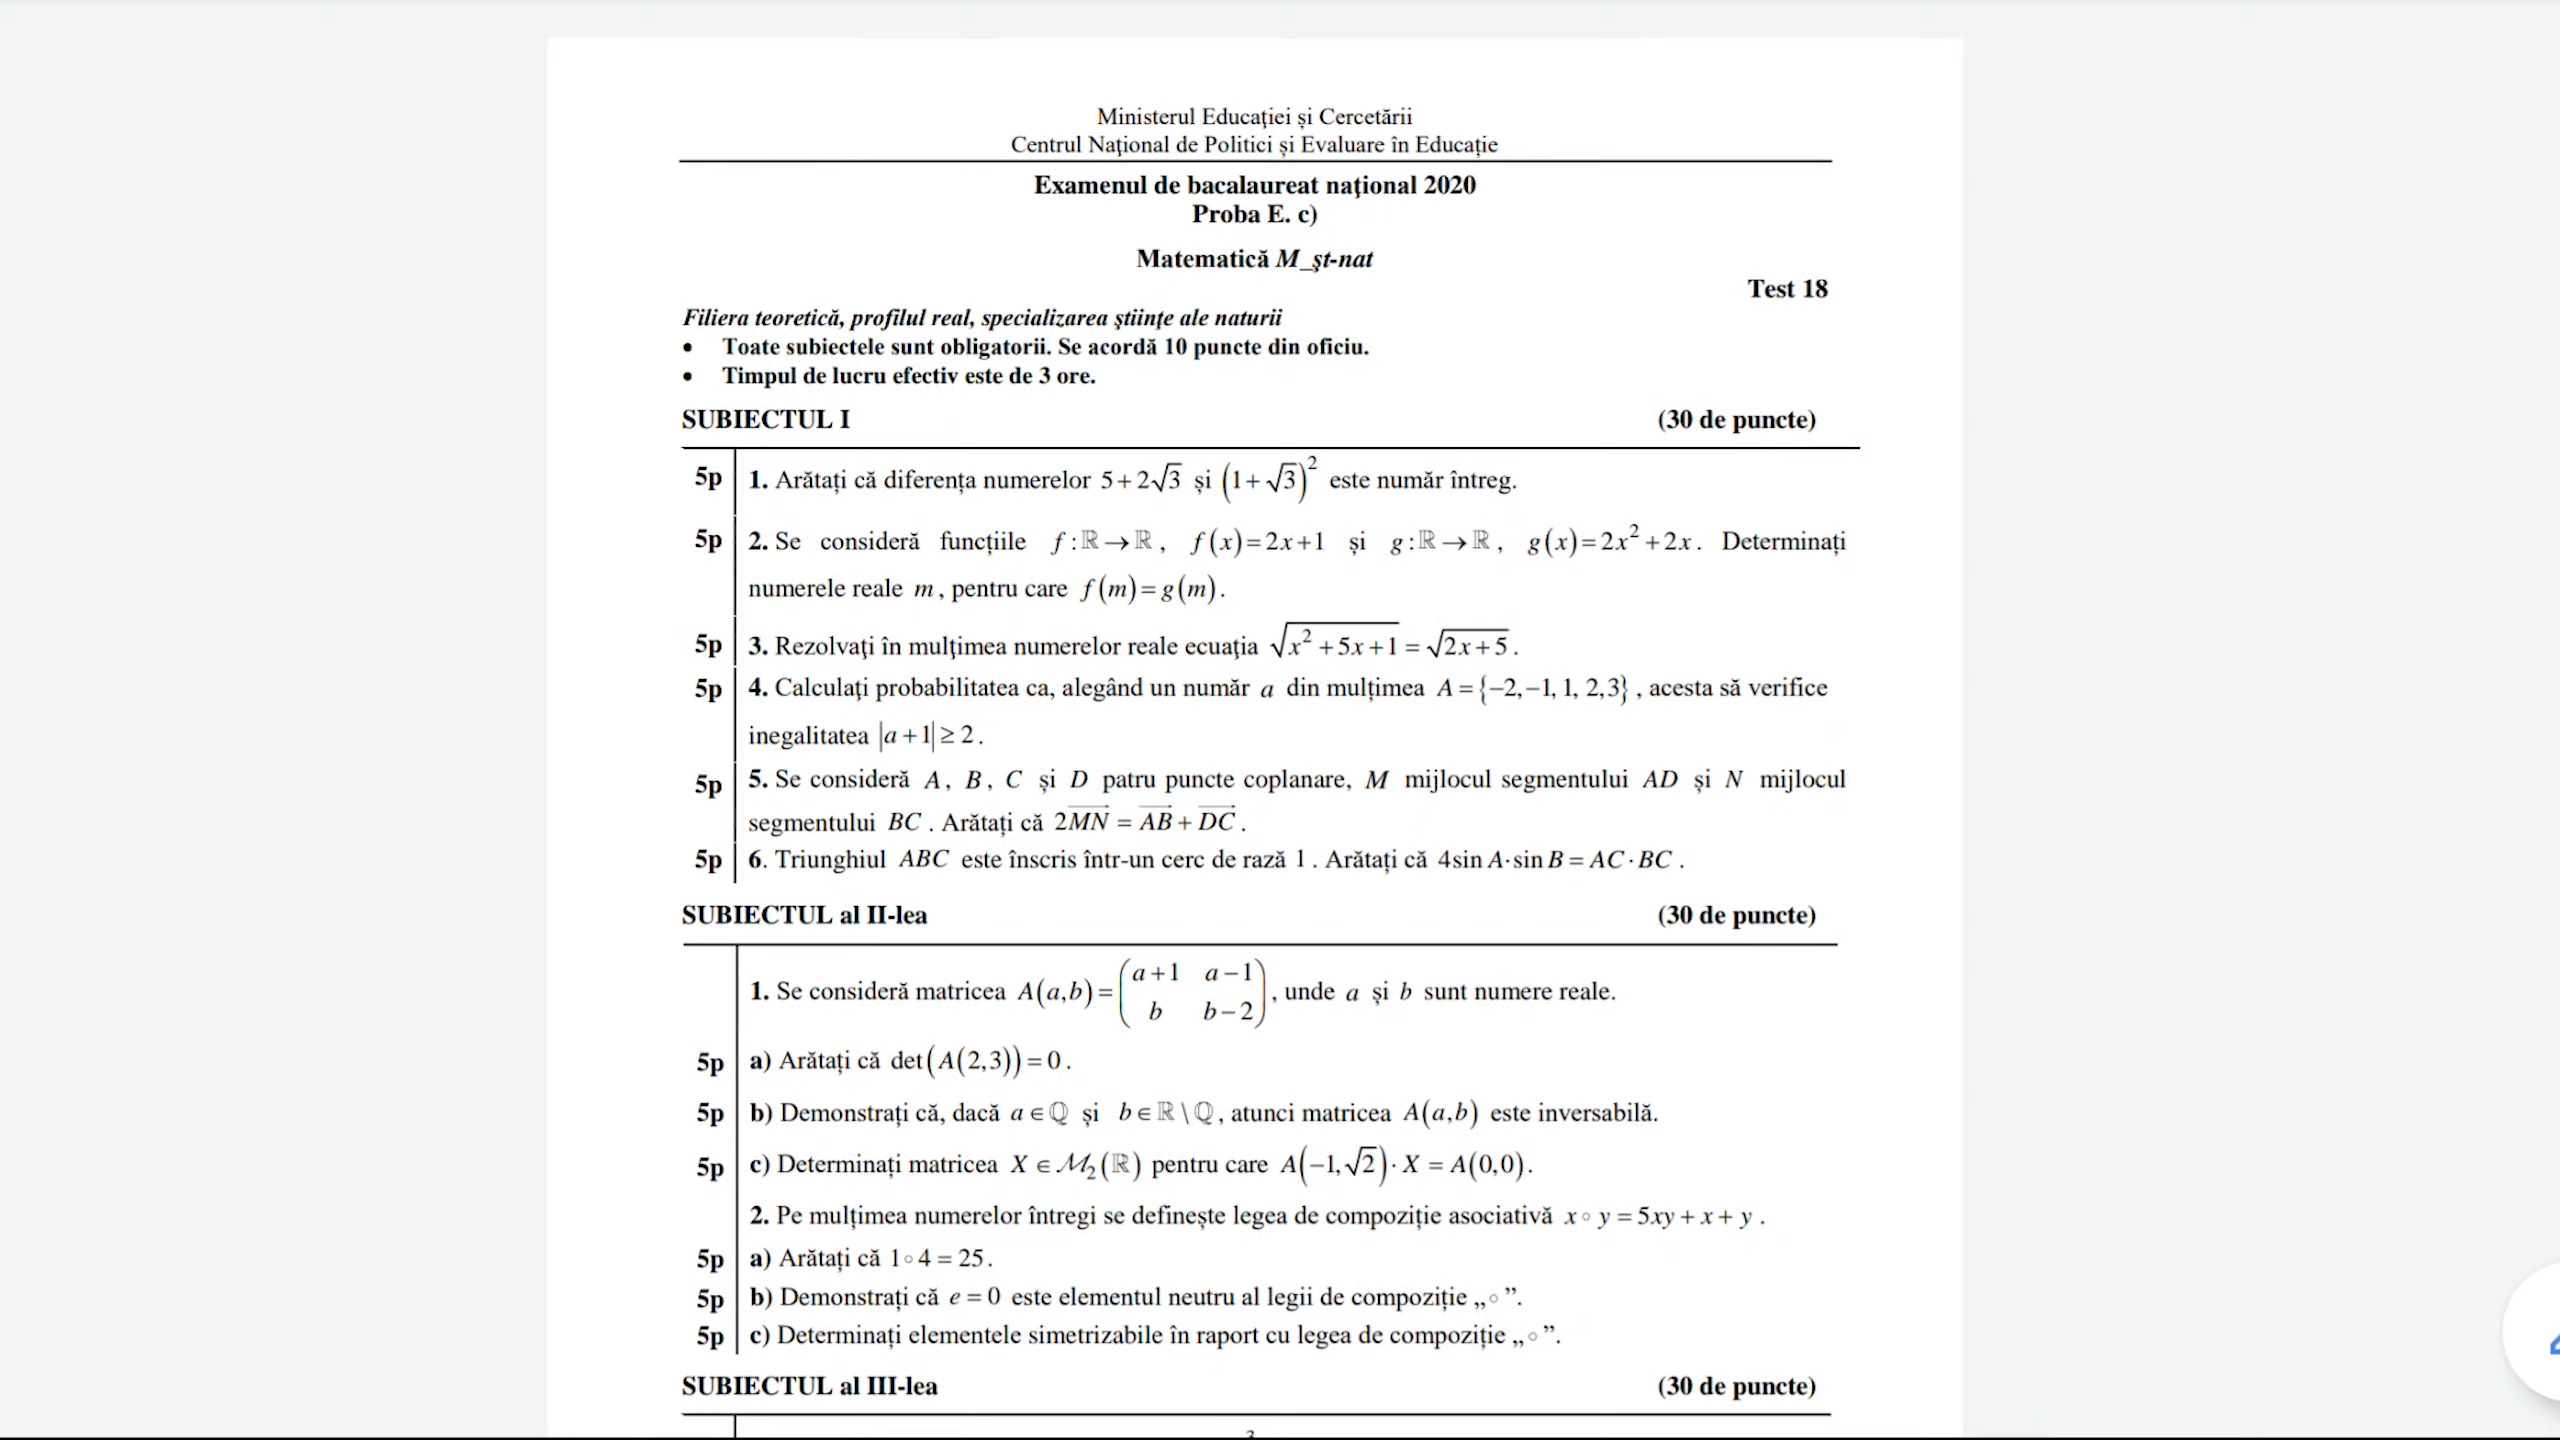 Ministerul Educaţiei și Cercetării
Centrul Naţional de Politici și Evaluare în Educație
Examenul de bacalaureat naţional 2020
Proba E. c)
Matematică M_şt-nat
Test 18
Filiera teoretică, profilul real, specializarea ştiinţe ale naturii
• Toate subiectele sunt obligatorii. Se acordă 10 puncte din oficiu.
• Timpul de lucru efectiv este de 3 ore.
SUBIECTUL I (30 de puncte)
5p 1. Arătați că diferența numerelor 5+2√3 și (1+√3)² este număr întreg.
5p 2. Se consideră funcțiile f:ℝ→ℝ, f(x)=2x+1 și g:ℝ→ℝ, g(x)=2x²+2x. Determinați
numerele reale m, pentru care f(m)=g(m).
5p 3. Rezolvaţi în mulţimea numerelor reale ecuaţia √(x²+5x+1) = √(2x+5).
5p 4. Calculaţi probabilitatea ca, alegând un număr a din mulțimea A={−2,−1, 1, 2,3}, acesta să verifice
inegalitatea |a+1|≥2.
5p 5. Se consideră A, B, C și D patru puncte coplanare, M mijlocul segmentului AD și N mijlocul
segmentului BC. Arătați că 2MN⃗ = AB⃗ + DC⃗.
5p 6. Triunghiul ABC este înscris într-un cerc de rază 1. Arătați că 4sin A·sin B = AC·BC.
SUBIECTUL al II-lea (30 de puncte)
1. Se consideră matricea A(a,b)=(a+1 a−1
b b−2), unde a și b sunt numere reale.
5p a) Arătați că det(A(2,3))=0.
5p b) Demonstrați că, dacă a∈ℚ și b∈ℝ\ℚ, atunci matricea A(a,b) este inversabilă.
5p c) Determinați matricea X∈ℳ₂(ℝ) pentru care A(−1,√2)·X = A(0,0).
2. Pe mulțimea numerelor întregi se definește legea de compoziție asociativă x∘y=5xy+x+y.
5p a) Arătați că 1∘4=25.
5p b) Demonstrați că e=0 este elementul neutru al legii de compoziție „∘”.
5p c) Determinați elementele simetrizabile în raport cu legea de compoziție „∘”.
SUBIECTUL al III-lea (30 de puncte)